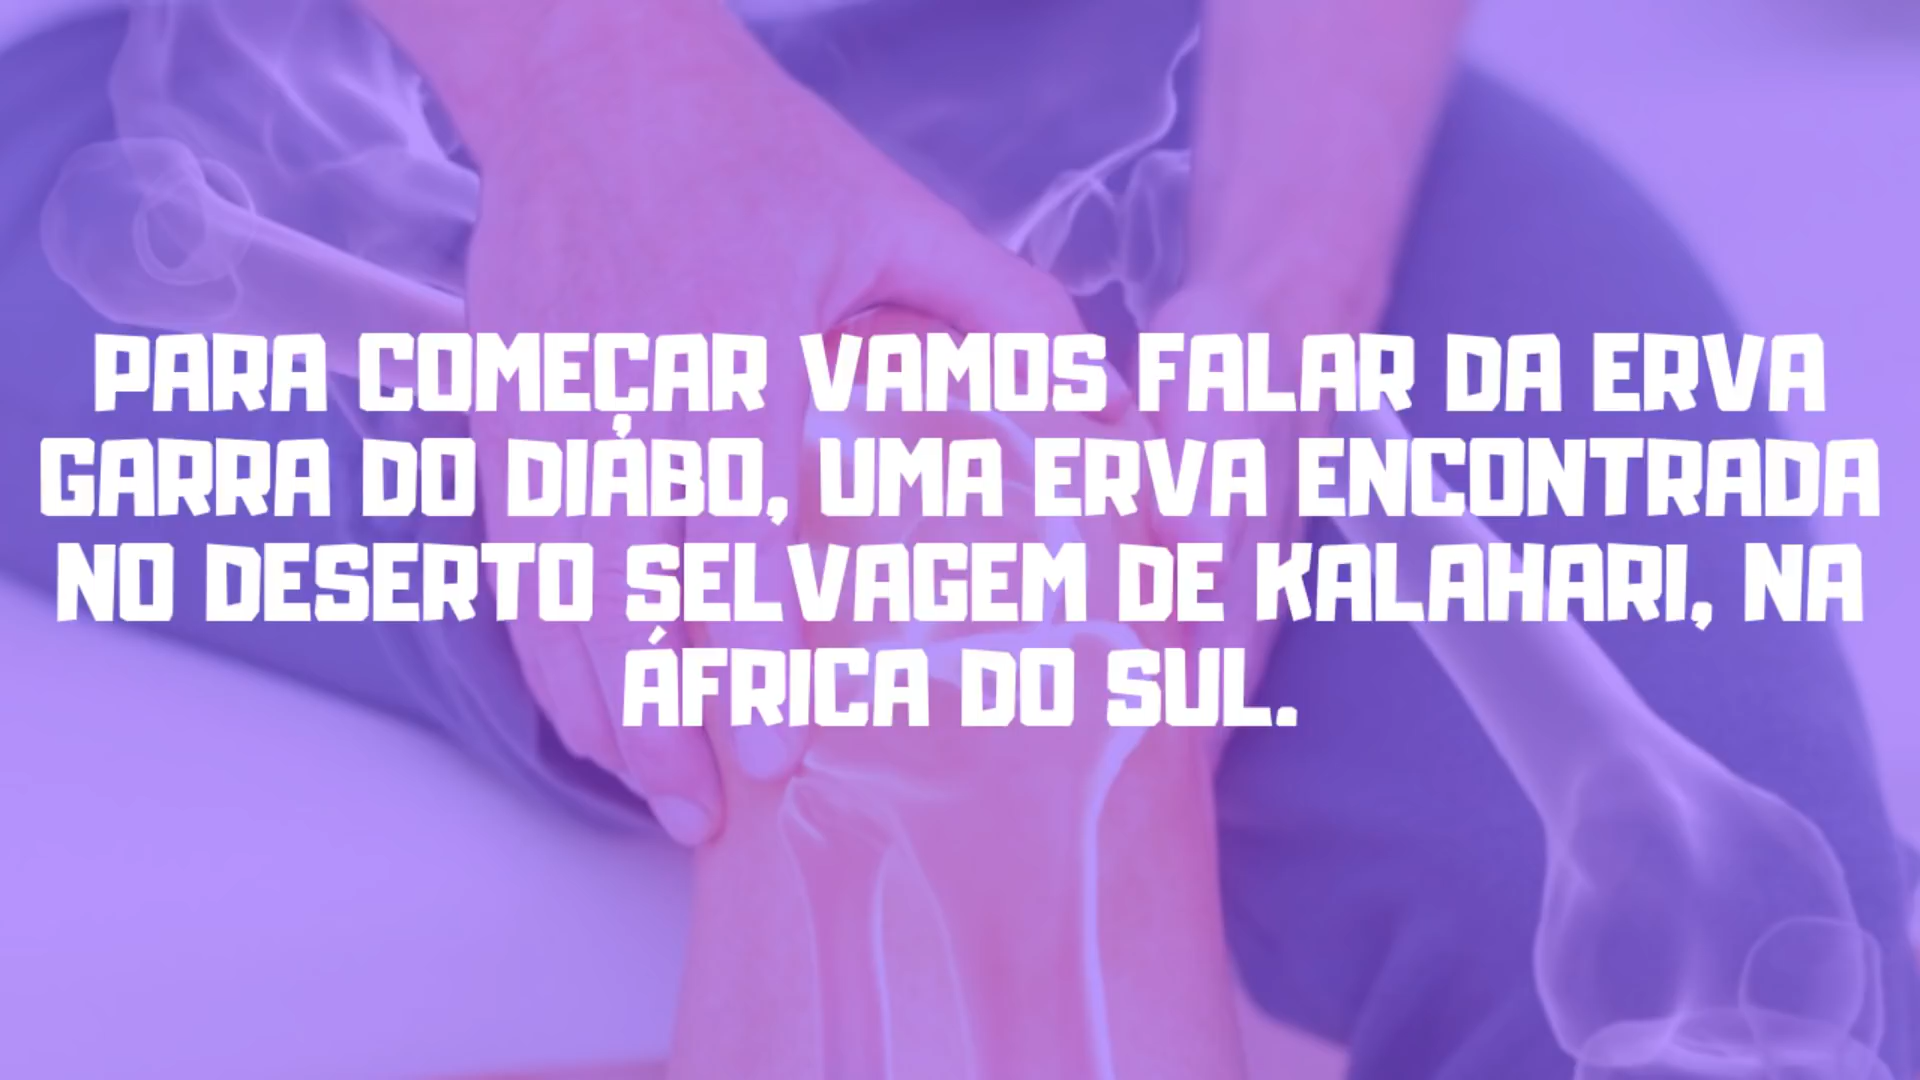 PARA COMEÇAR VAMOS FALAR DA ERVA
GARRA DO DIÁBO, UMA ERVA ENCONTRADA
NO DESERTO SELVAGEM DE KALAHARI, NA
ÁFRICA DO SUL.